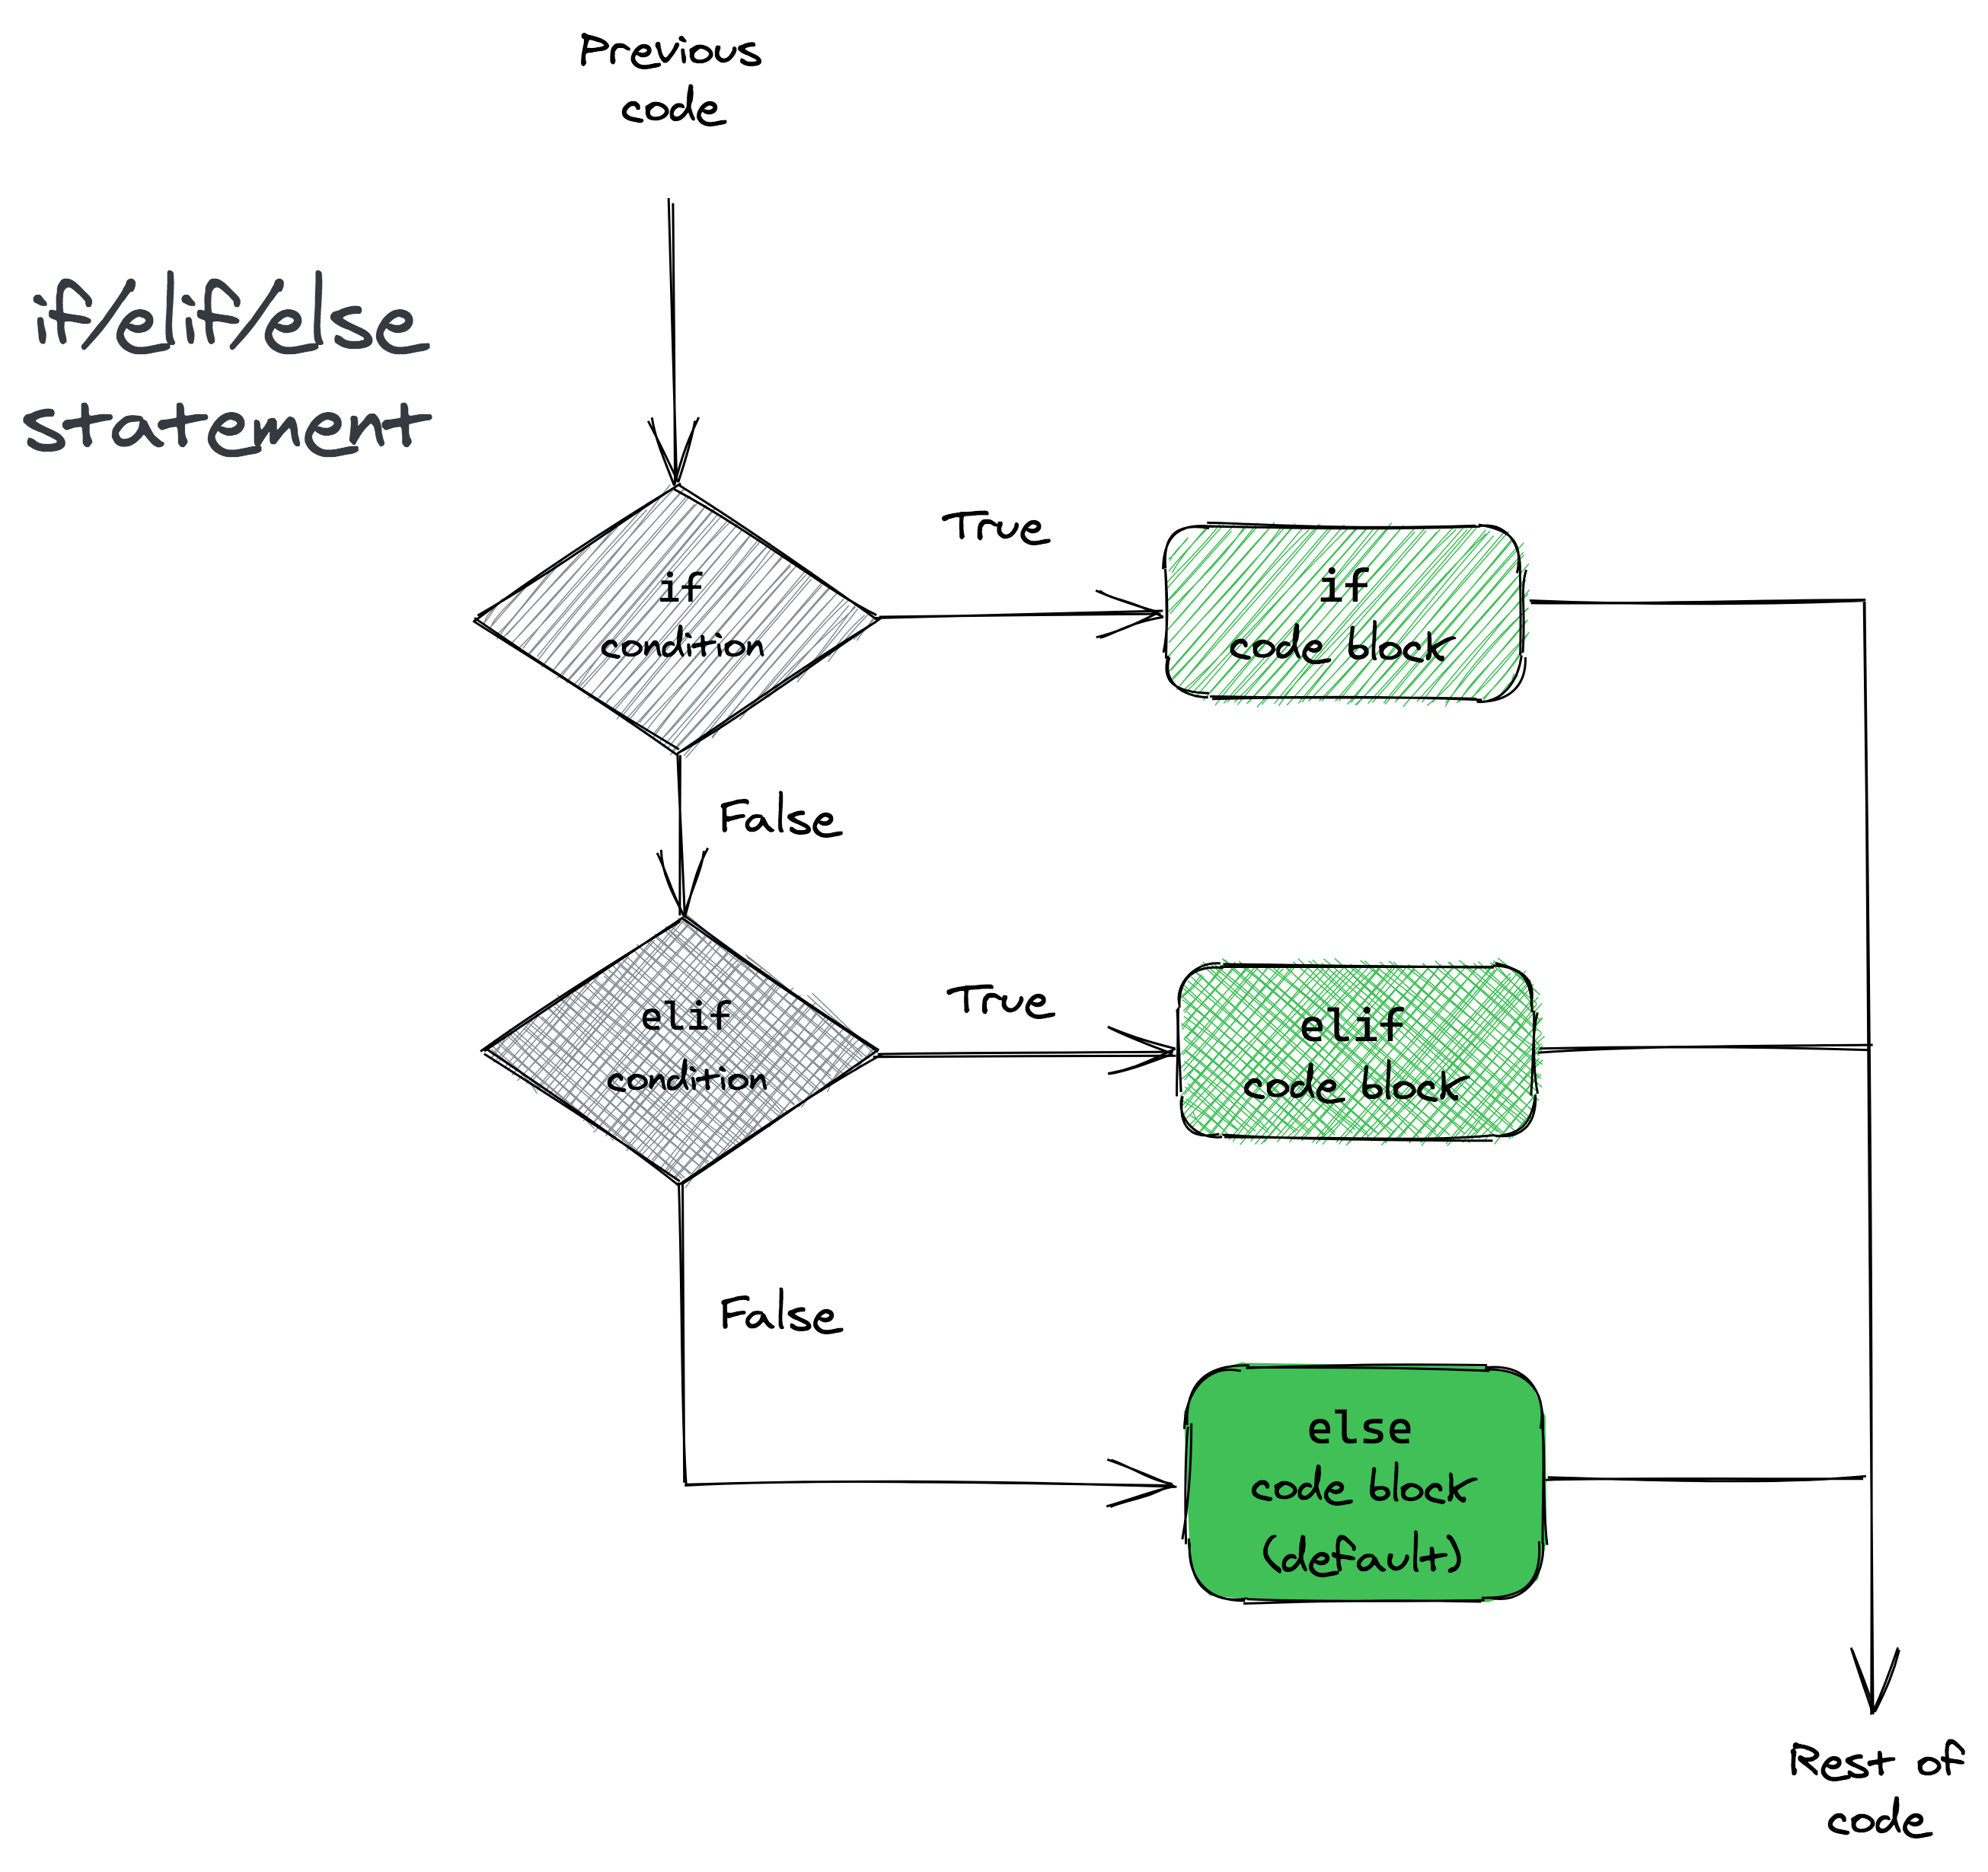 Previous
code
if/elif/else
statement
if
condition
True
if
code block
False
elif
condition
True
elif
code block
False
else
code block
(default)
Rest of
code